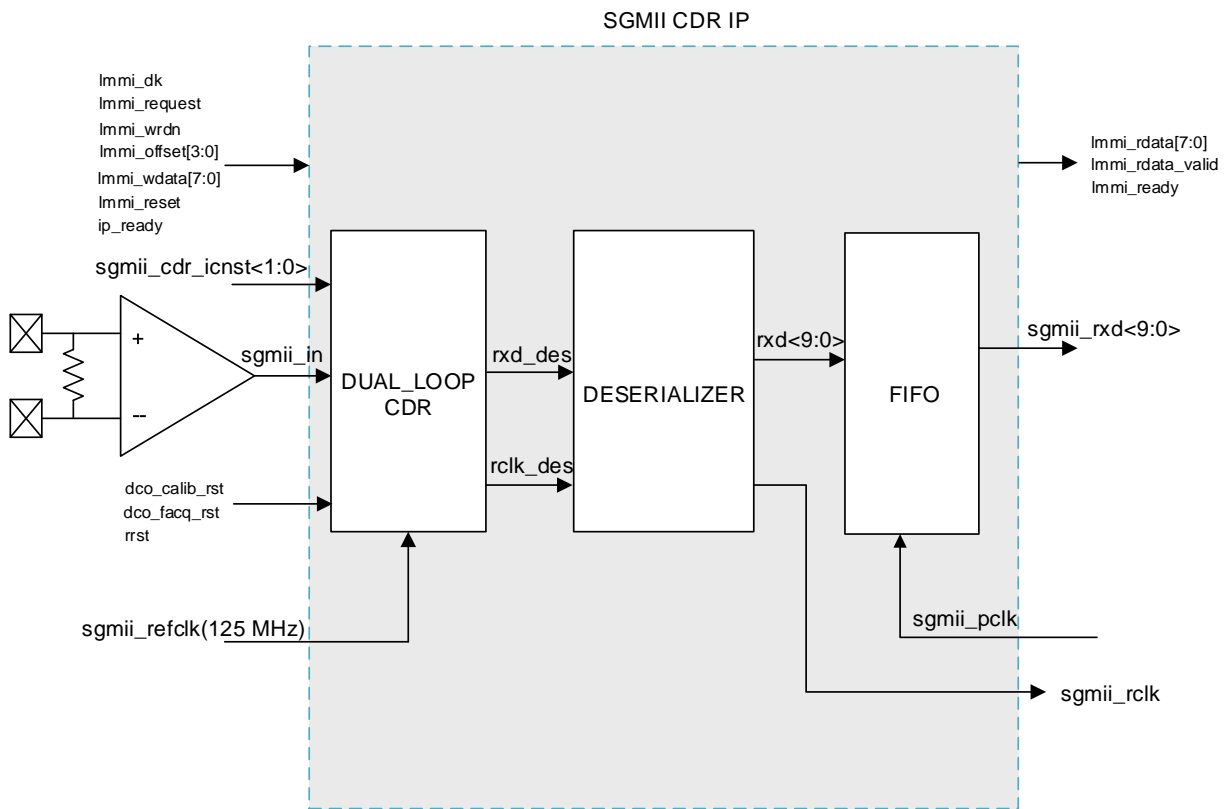 SGMII CDR IP
lmmi_clk
lmmi_request
lmmi_wrdn
lmmi_offset[3:0]
lmmi_wdata[7:0]
lmmi_reset
ip_ready
lmmi_rdata[7:0]
lmmi_rdata_valid
lmmi_ready
sgmii_cdr_icnst<1:0>
+
--
sgmii_in
DUAL_LOOP
CDR
rxd_des
rclk_des
DESERIALIZER
rxd<9:0>
FIFO
sgmii_rxd<9:0>
dco_calib_rst
dco_facq_rst
rrst
sgmii_refclk(125 MHz)
sgmii_pclk
sgmii_rclk